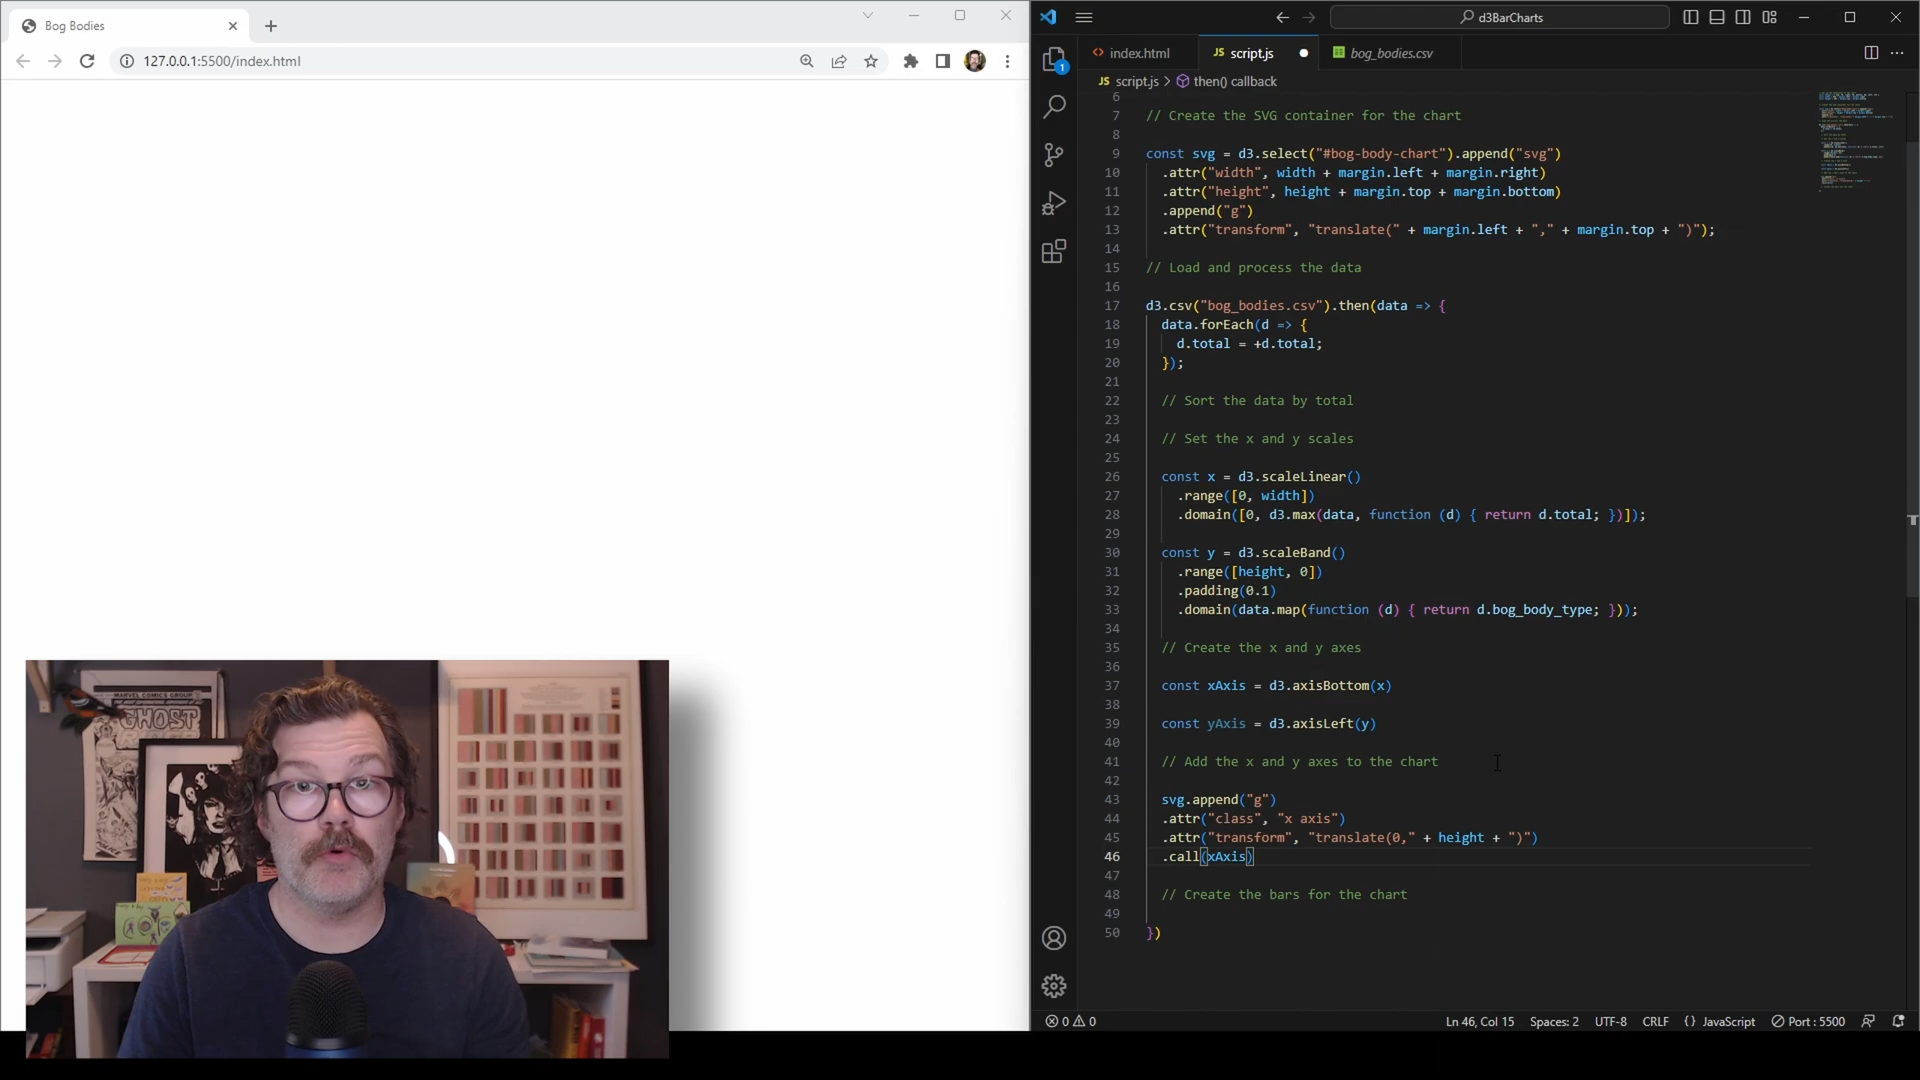 Bog Bodies
127.0.0.1:5500/index.html
d3BarCharts
index.html
JS script.js
bog_bodies.csv
JS script.js > then() callback
1
6
7 // Create the SVG container for the chart
8
9 const svg = d3.select("#bog-body-chart").append("svg")
10 .attr("width", width + margin.left + margin.right)
11 .attr("height", height + margin.top + margin.bottom)
12 .append("g")
13 .attr("transform", "translate(" + margin.left + "," + margin.top + ")");
14
15 // Load and process the data
16
17 d3.csv("bog_bodies.csv").then(data => {
18 data.forEach(d => {
19 d.total = +d.total;
20 });
21
22 // Sort the data by total
23
24 // Set the x and y scales
25
26 const x = d3.scaleLinear()
27 .range([0, width])
28 .domain([0, d3.max(data, function (d) { return d.total; })]);
29
30 const y = d3.scaleBand()
31 .range([height, 0])
32 .padding(0.1)
33 .domain(data.map(function (d) { return d.bog_body_type; }));
34
35 // Create the x and y axes
36
37 const xAxis = d3.axisBottom(x)
38
39 const yAxis = d3.axisLeft(y)
40
41 // Add the x and y axes to the chart
42
43 svg.append("g")
44 .attr("class", "x axis")
45 .attr("transform", "translate(0," + height + ")")
46 .call(xAxis)
47
48 // Create the bars for the chart
49
50 })
MARVEL COMICS GROUP
GHOST
0 0
Ln 46, Col 15
Spaces: 2
UTF-8
CRLF
{} JavaScript
Port : 5500